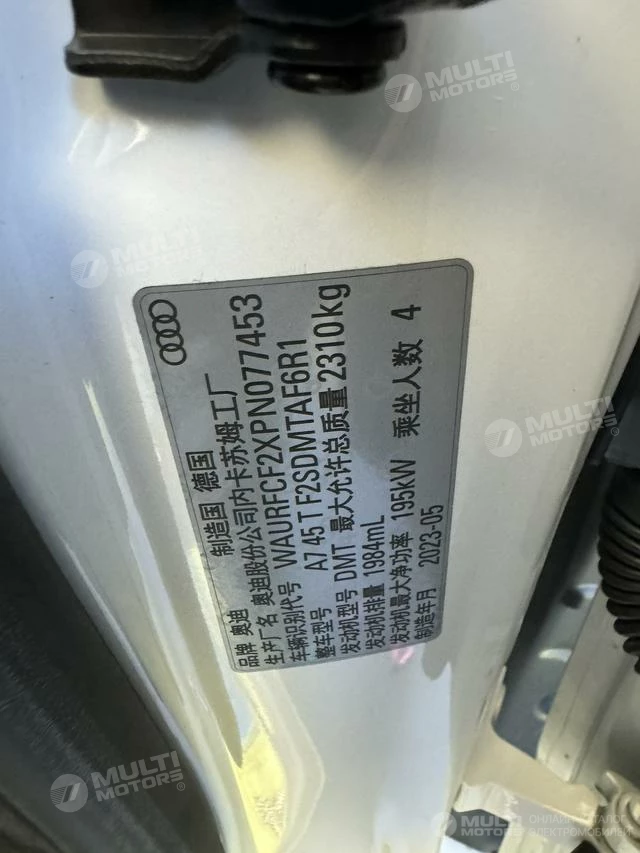 品牌 奥迪 制造国 德国
生产厂名 奥迪股份公司内卡苏姆工厂
车辆识别代号 WAURFCF2XPN077453
整车型号 A7 45 TF2SDMTAF6R1
发动机型号 DMT 最大允许总质量 2310kg
发动机排量 1984mL
发动机最大净功率 195kW 乘坐人数 4
制造年月 2023-05
MULTI MOTORS
MULTI MOTORS
MULTI MOTORS
MULTI MOTORS
ОНЛАЙН-КАТАЛОГ ЭЛЕКТРОМОБИЛЕЙ